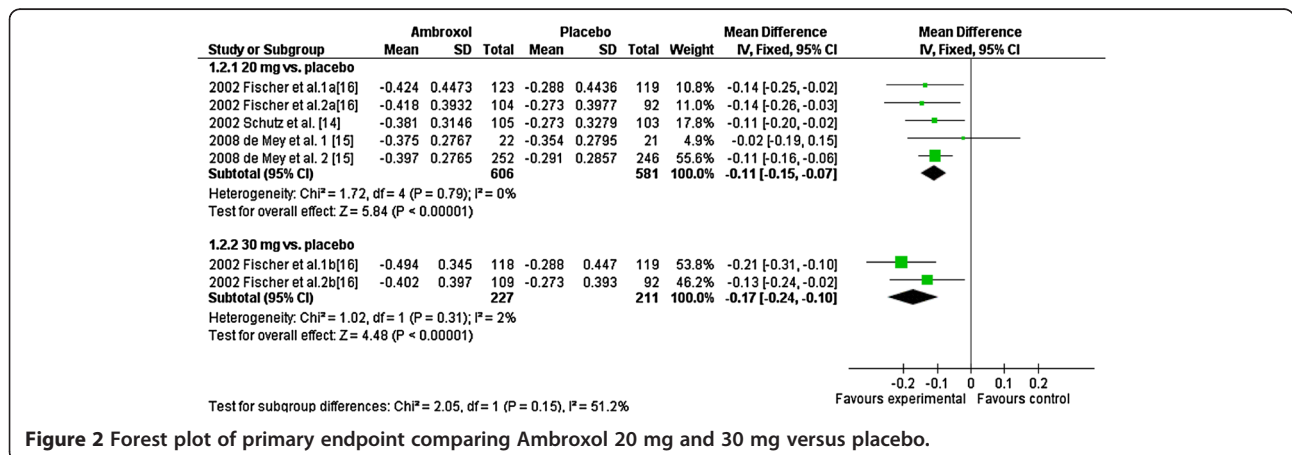 Ambroxol Placebo Mean Difference Mean Difference
Study or Subgroup Mean SD Total Mean SD Total Weight IV, Fixed, 95% CI IV, Fixed, 95% CI
1.2.1 20 mg vs. placebo
2002 Fischer et al.1a[16] -0.424 0.4473 123 -0.288 0.4436 119 10.8% -0.14 [-0.25, -0.02]
2002 Fischer et al.2a[16] -0.418 0.3932 104 -0.273 0.3977 92 11.0% -0.14 [-0.26, -0.03]
2002 Schutz et al. [14] -0.381 0.3146 105 -0.273 0.3279 103 17.8% -0.11 [-0.20, -0.02]
2008 de Mey et al. 1 [15] -0.375 0.2767 22 -0.354 0.2795 21 4.9% -0.02 [-0.19, 0.15]
2008 de Mey et al. 2 [15] -0.397 0.2765 252 -0.291 0.2857 246 55.6% -0.11 [-0.16, -0.06]
Subtotal (95% CI) 606 581 100.0% -0.11 [-0.15, -0.07]
Heterogeneity: Chi² = 1.72, df = 4 (P = 0.79); I² = 0%
Test for overall effect: Z = 5.84 (P < 0.00001)
1.2.2 30 mg vs. placebo
2002 Fischer et al.1b[16] -0.494 0.345 118 -0.288 0.447 119 53.8% -0.21 [-0.31, -0.10]
2002 Fischer et al.2b[16] -0.402 0.397 109 -0.273 0.393 92 46.2% -0.13 [-0.24, -0.02]
Subtotal (95% CI) 227 211 100.0% -0.17 [-0.24, -0.10]
Heterogeneity: Chi² = 1.02, df = 1 (P = 0.31); I² = 2%
Test for overall effect: Z = 4.48 (P < 0.00001)
-0.2 -0.1 0 0.1 0.2
Favours experimental Favours control
Test for subgroup differences: Chi² = 2.05, df = 1 (P = 0.15), I² = 51.2%
Figure 2 Forest plot of primary endpoint comparing Ambroxol 20 mg and 30 mg versus placebo.